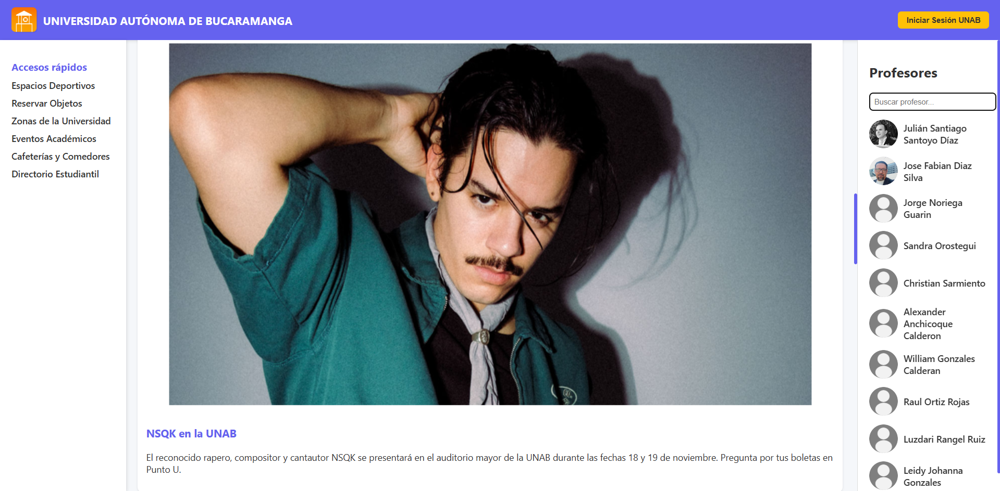 UNIVERSIDAD AUTÓNOMA DE BUCARAMANGA
Iniciar Sesión UNAB
Accesos rápidos
Espacios Deportivos
Reservar Objetos
Zonas de la Universidad
Eventos Académicos
Cafeterías y Comedores
Directorio Estudiantil
NSQK en la UNAB
El reconocido rapero, compositor y cantautor NSQK se presentará en el auditorio mayor de la UNAB durante las fechas 18 y 19 de noviembre. Pregunta por tus boletas en
Punto U.
Profesores
Buscar profesor...
Julián Santiago
Santoyo Díaz
Jose Fabian Diaz
Silva
Jorge Noriega
Guarin
Sandra Orostegui
Christian Sarmiento
Alexander
Anchicoque
Calderon
William Gonzales
Calderan
Raul Ortiz Rojas
Luzdari Rangel Ruiz
Leidy Johanna
Gonzales